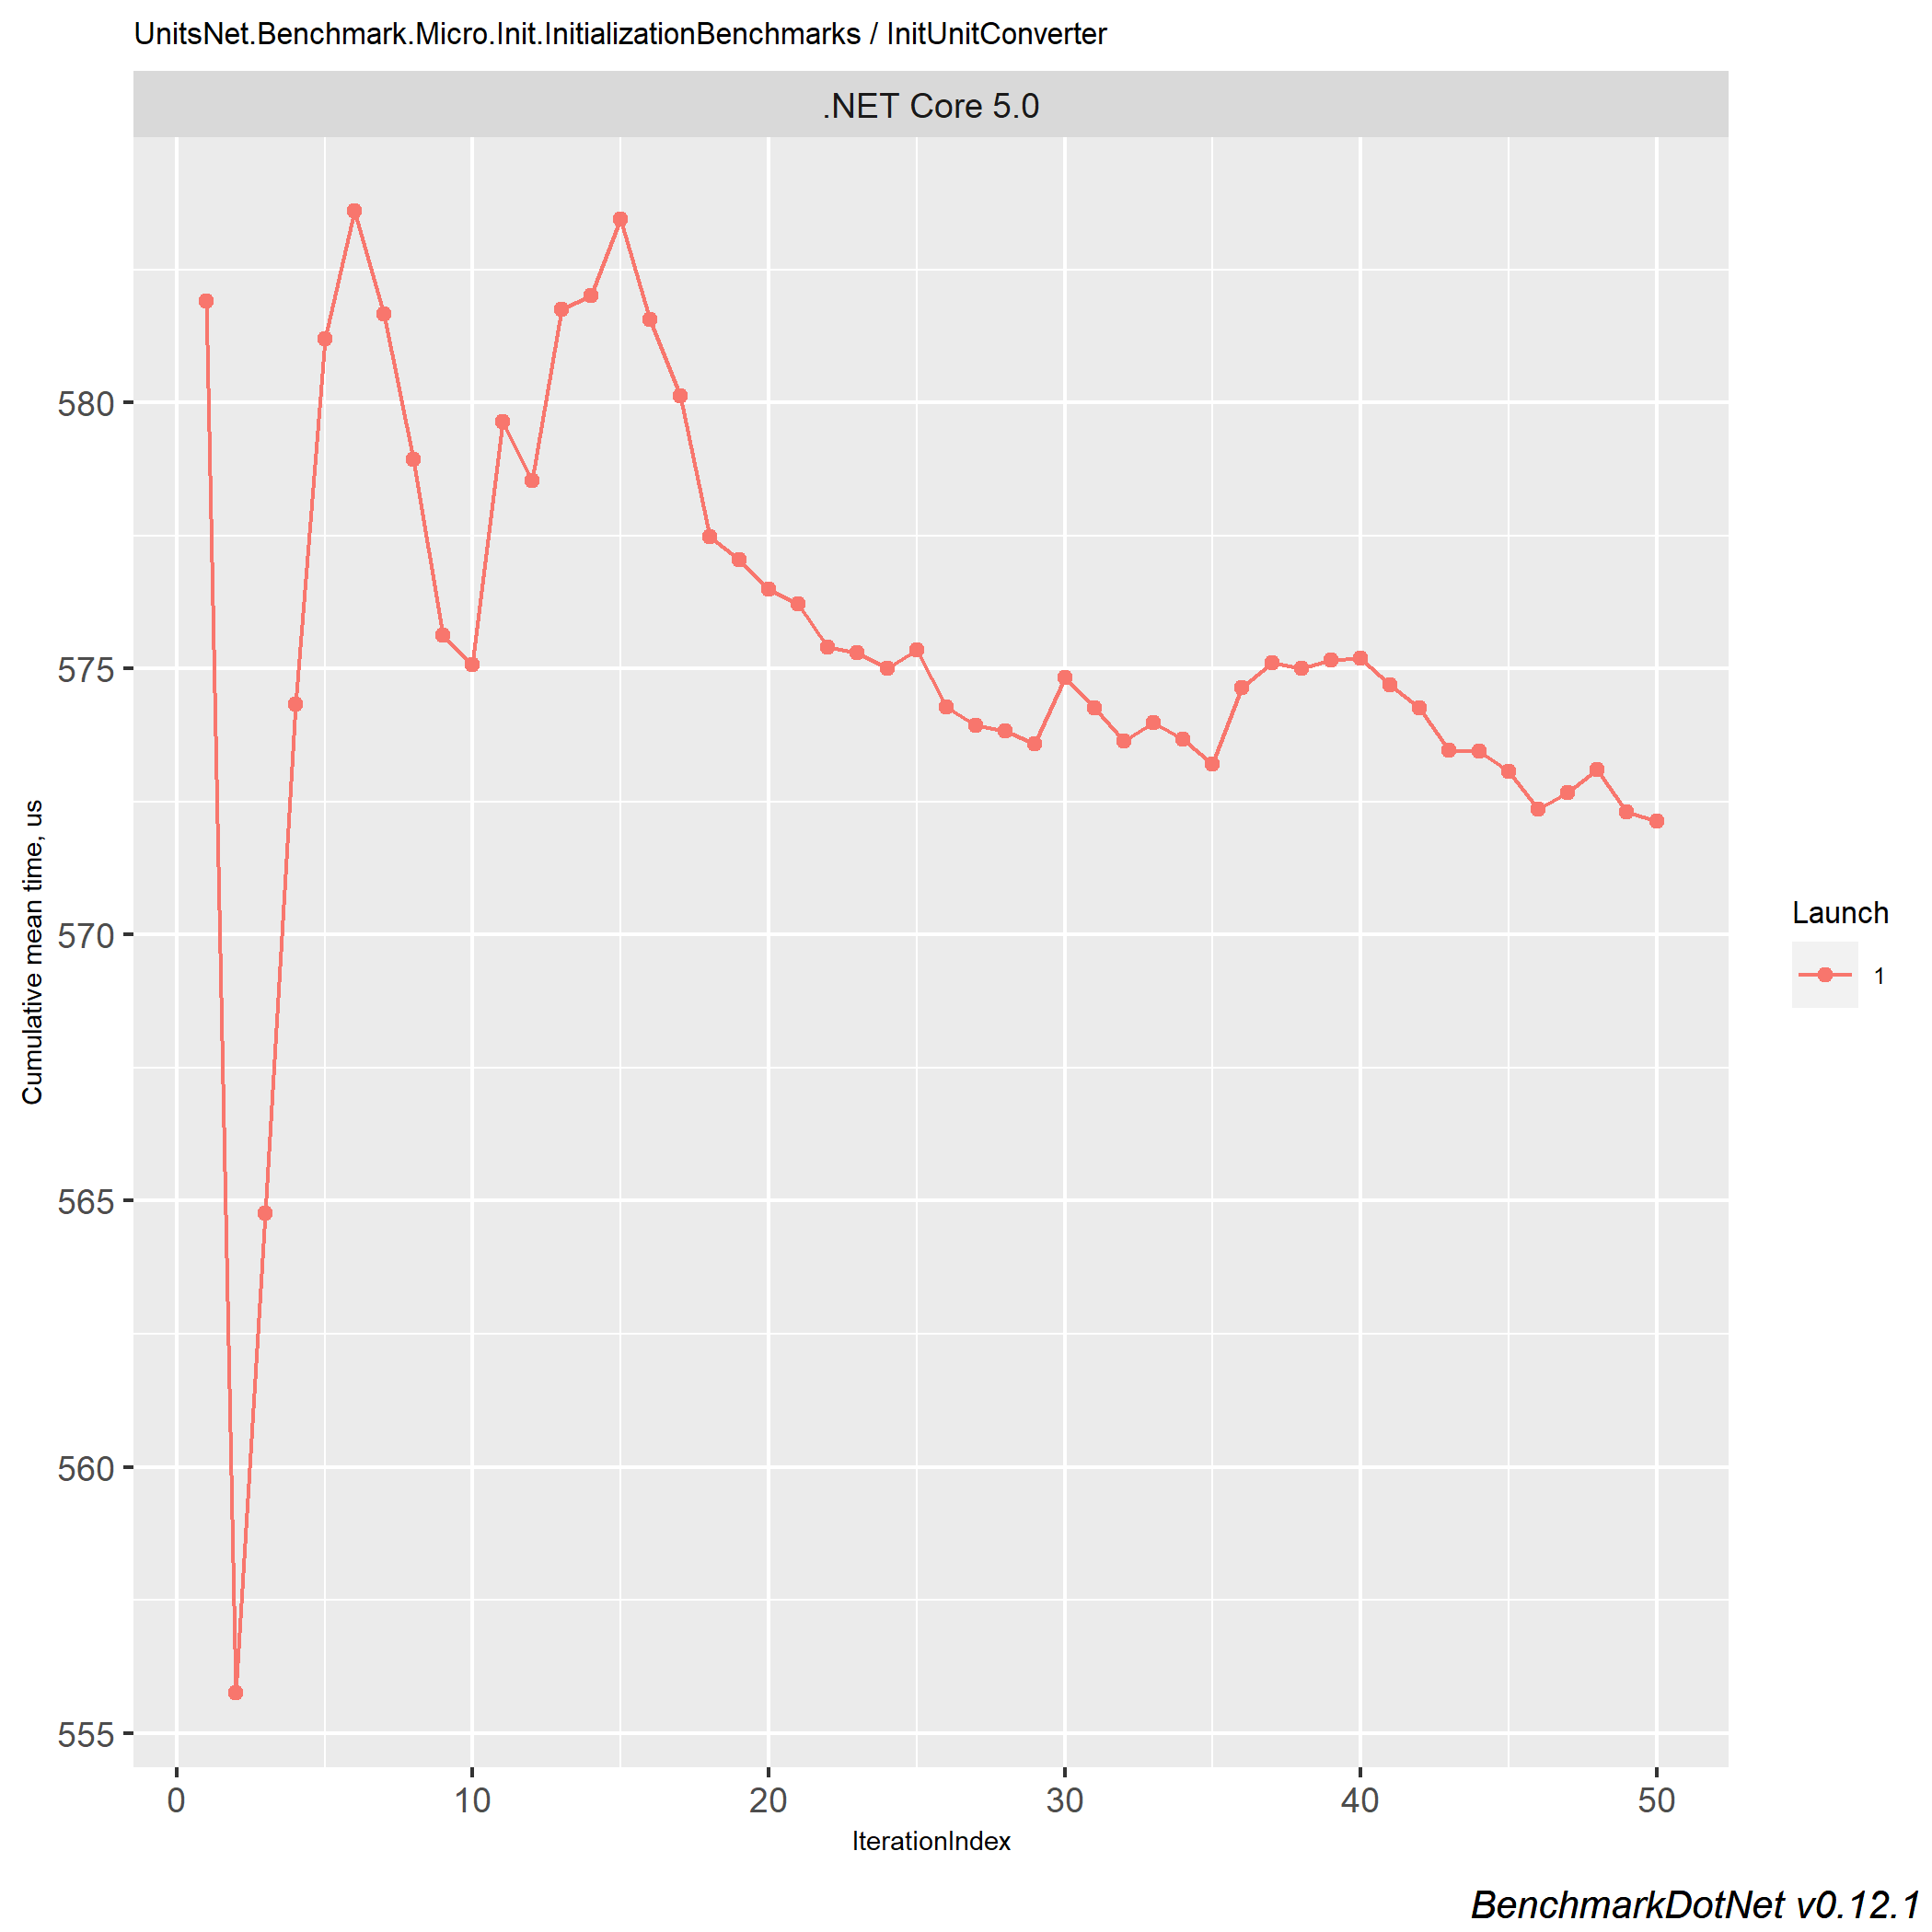 UnitsNet.Benchmark.Micro.Init.InitializationBenchmarks / InitUnitConverter
.NET Core 5.0
Cumulative mean time, us
580
575
570
565
560
555
0 10 20 30 40 50
IterationIndex
Launch
1
BenchmarkDotNet v0.12.1